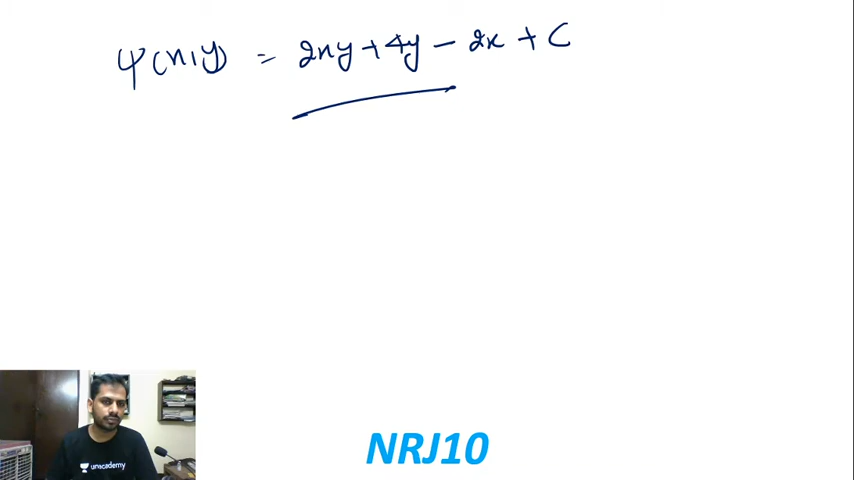 ψ(x,y) = 2xy + 4y - 2x + C
unacademy
NRJ10